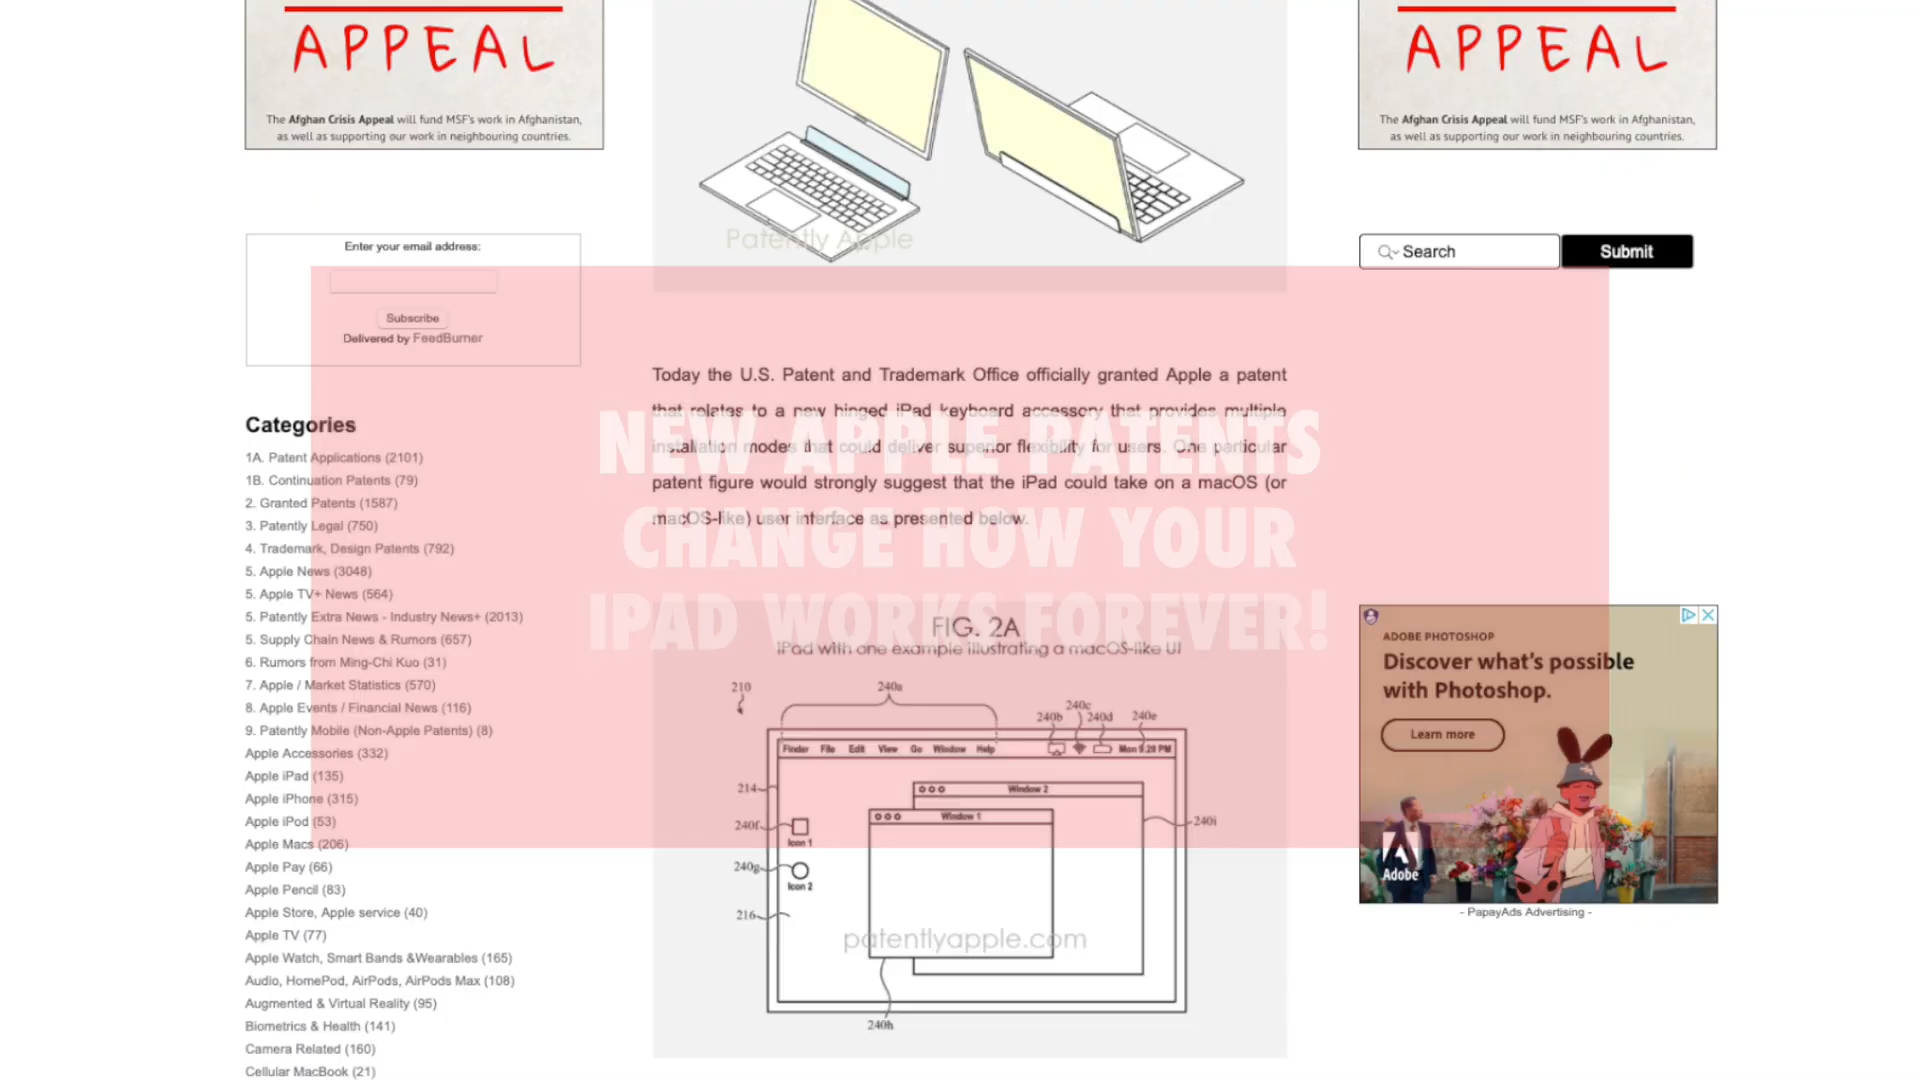 APPEAL
The Afghan Crisis Appeal will fund MSF's work in Afghanistan,
as well as supporting our work in neighbouring countries.
Enter your email address:
Subscribe
Delivered by FeedBurner
Categories
1A. Patent Applications (2101)
1B. Continuation Patents (79)
2. Granted Patents (1587)
3. Patently Legal (750)
4. Trademark, Design Patents (792)
5. Apple News (3048)
5. Apple TV+ News (564)
5. Patently Extra News - Industry News+ (2013)
5. Supply Chain News & Rumors (657)
6. Rumors from Ming-Chi Kuo (31)
7. Apple / Market Statistics (570)
8. Apple Events / Financial News (116)
9. Patently Mobile (Non-Apple Patents) (8)
Apple Accessories (332)
Apple iPad (135)
Apple iPhone (315)
Apple iPod (53)
Apple Macs (206)
Apple Pay (66)
Apple Pencil (83)
Apple Store, Apple service (40)
Apple TV (77)
Apple Watch, Smart Bands &Wearables (165)
Audio, HomePod, AirPods, AirPods Max (108)
Augmented & Virtual Reality (95)
Biometrics & Health (141)
Camera Related (160)
Cellular MacBook (21)
Patently Apple
Today the U.S. Patent and Trademark Office officially granted Apple a patent
that relates to a new hinged iPad keyboard accessory that provides multiple
installation modes that could deliver superior flexibility for users. One particular
patent figure would strongly suggest that the iPad could take on a macOS (or
macOS-like) user interface as presented below.
NEW APPLE PATENTS
CHANGE HOW YOUR
IPAD WORKS FOREVER!
FIG. 2A
iPad with one example illustrating a macOS-like UI
210
240a
240b
240c
240d
240e
Finder File Edit View Go Window Help
Mon 9:28 PM
214
Window 2
Window 1
240f
Icon 1
240i
240g
Icon 2
216
patentlyapple.com
240h
APPEAL
The Afghan Crisis Appeal will fund MSF's work in Afghanistan,
as well as supporting our work in neighbouring countries.
Search
Submit
ADOBE PHOTOSHOP
Discover what's possible
with Photoshop.
Learn more
Adobe
- PapayAds Advertising -